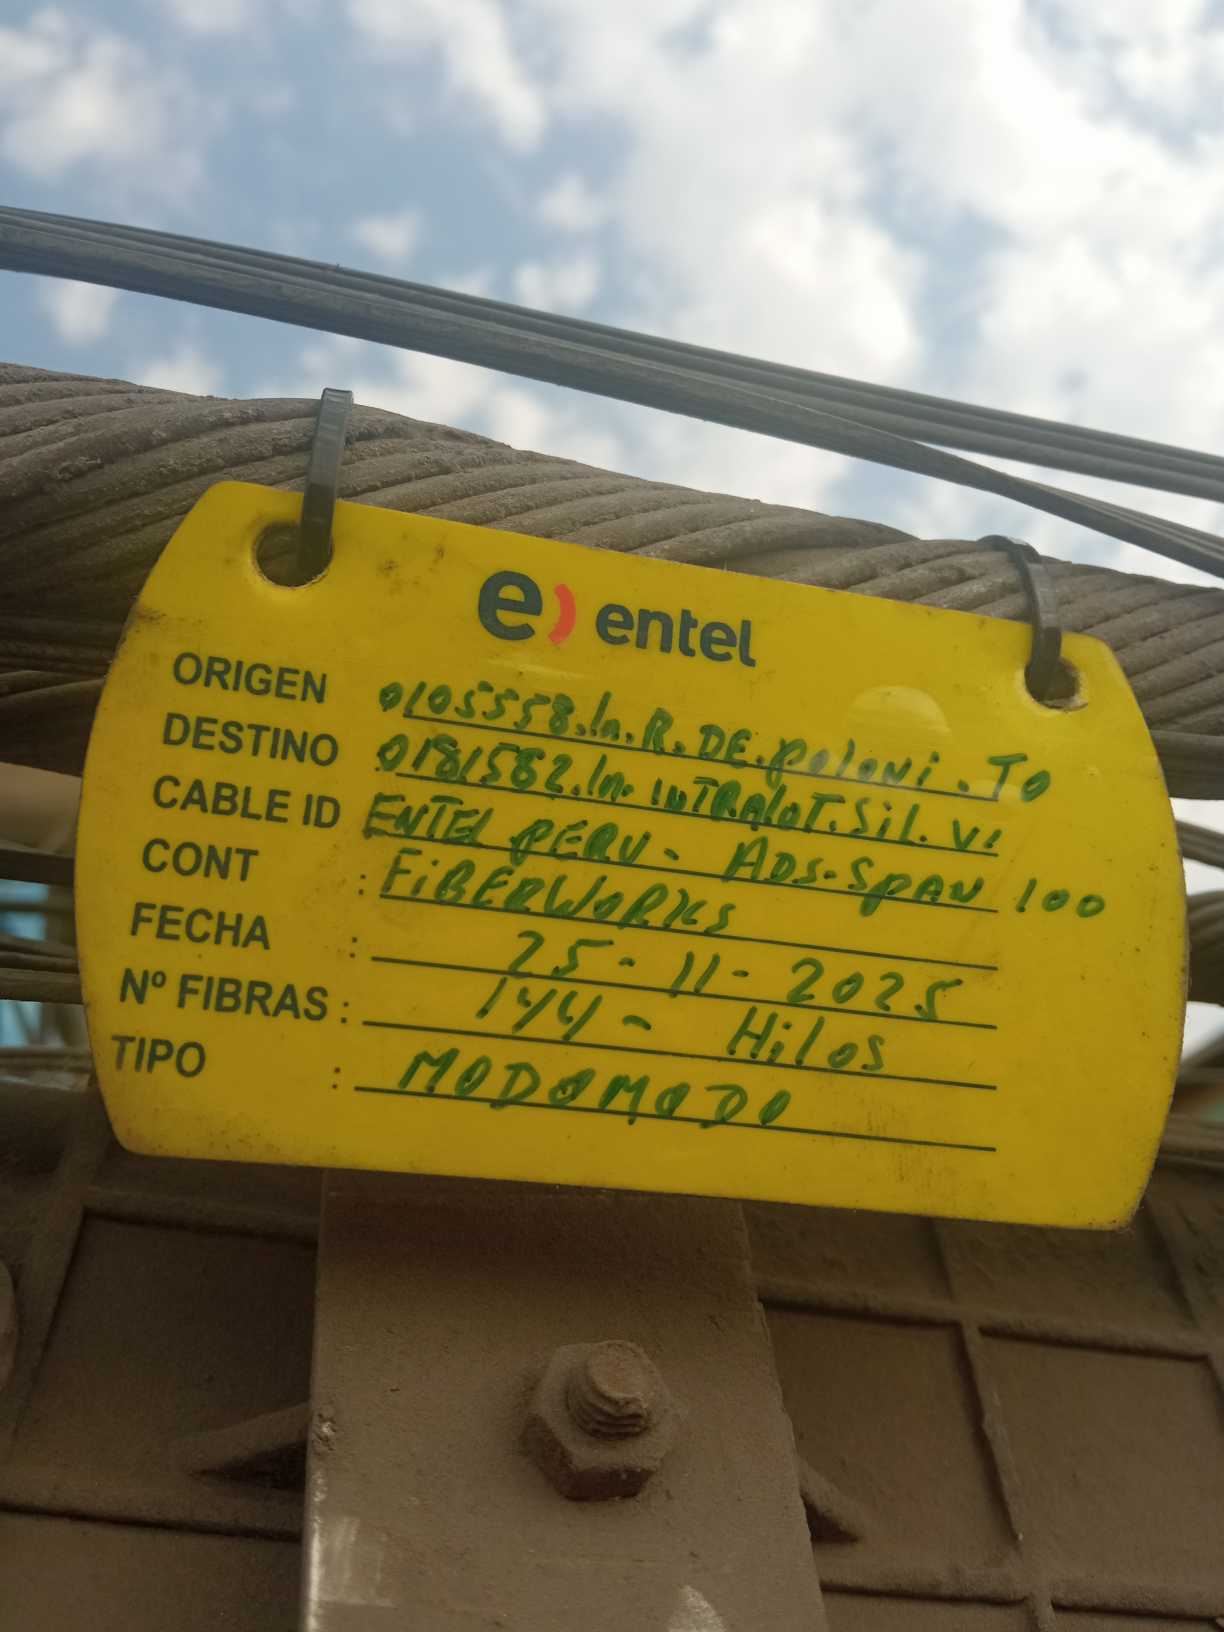 e) entel
ORIGEN 0105558.Ln.R.DE.poloni.To
DESTINO : 0181582.Ln.INTRALOT.Sil.Vi
CABLE ID ENTEL PERU- ADS-SPAN 100
CONT : FiBERWORKS
FECHA : 25-11-2025
Nº FIBRAS : 144- Hilos
TIPO : MODOMODO